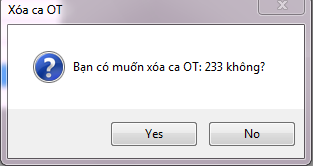 Xóa ca OT
Bạn có muốn xóa ca OT: 233 không?
Yes
No